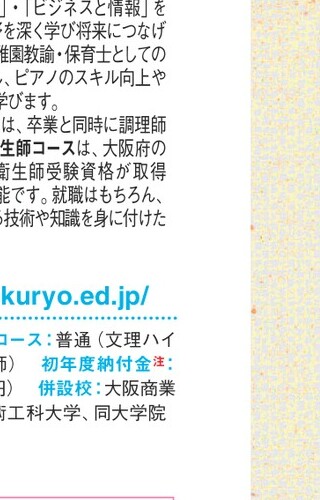 」・「ビジネスと情報」を
を深く学び将来につなげ
稚園教諭・保育士としての
、ピアノのスキル向上や
学びます。
は、卒業と同時に調理師
生師コースは、大阪府の
衛生師受験資格が取得
能です。就職はもちろん、
る技術や知識を身に付けた
kuryo.ed.jp/
コース：普通（文理ハイ
師） 初年度納付金注：
円） 併設校：大阪商業
術工科大学、同大学院